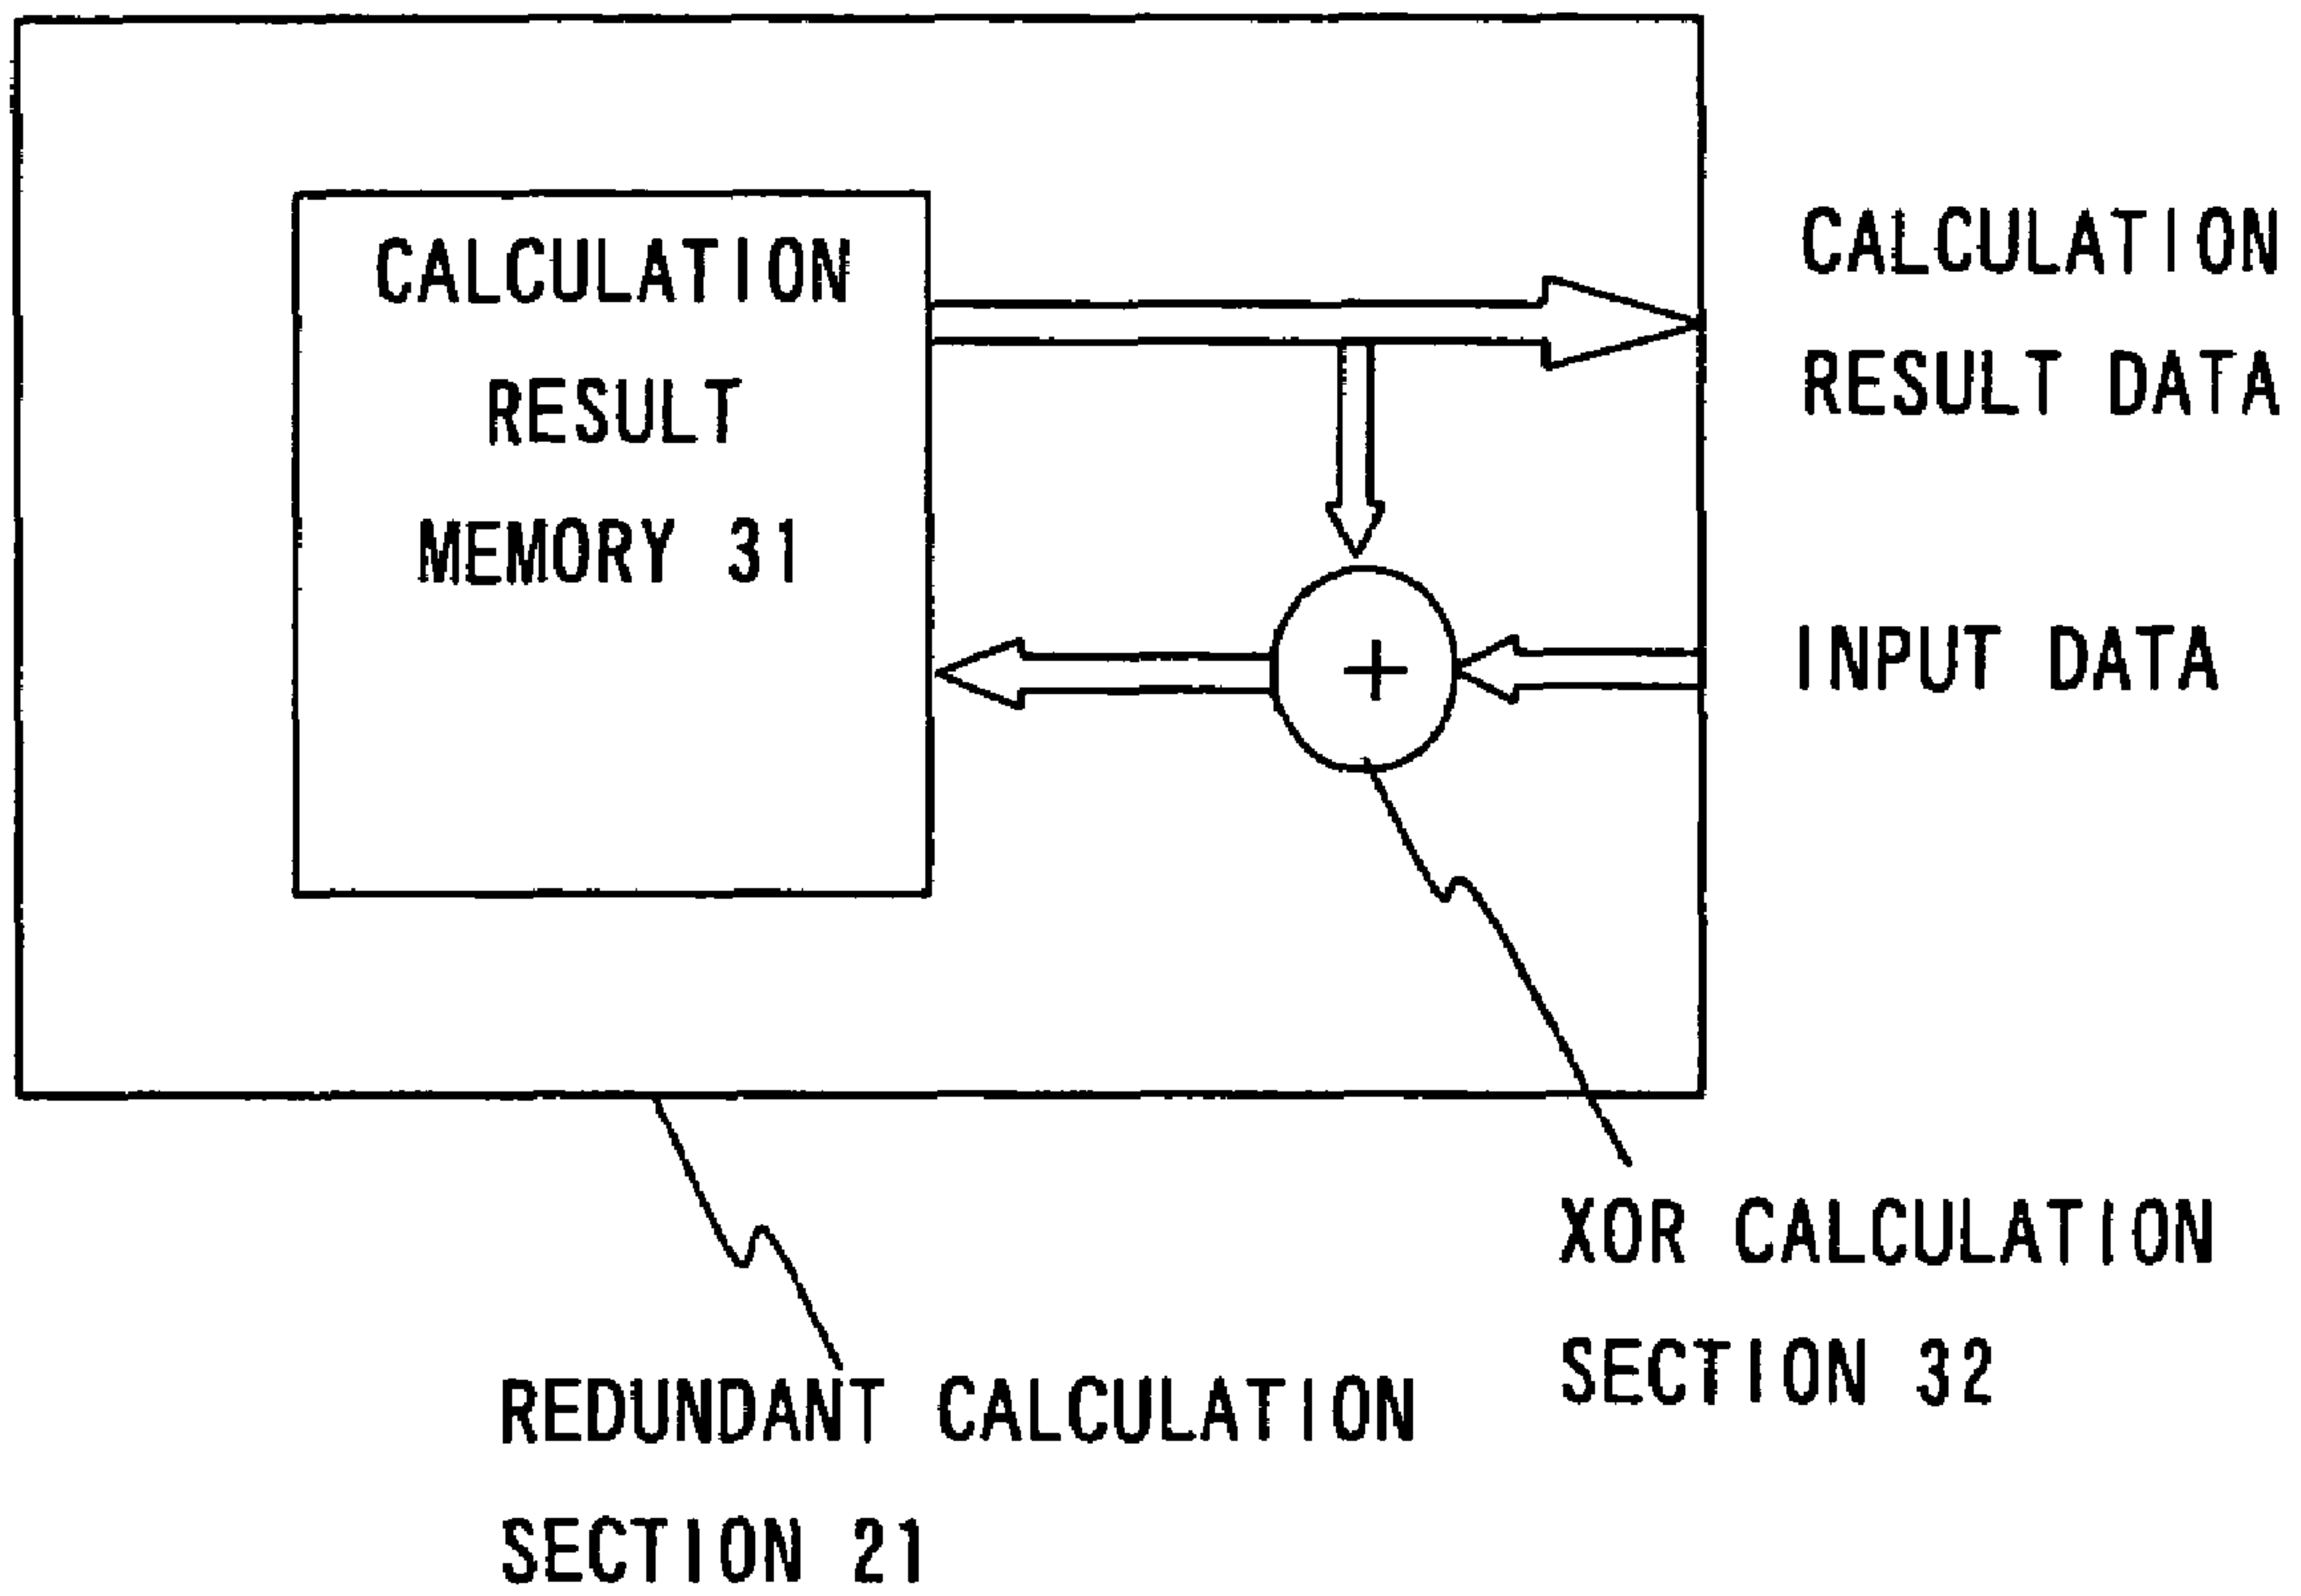 CALCULATION
RESULT
MEMORY 31
CALCULATION
RESULT DATA
+
INPUT DATA
XOR CALCULATION
SECTION 32
REDUNDANT CALCULATION
SECTION 21